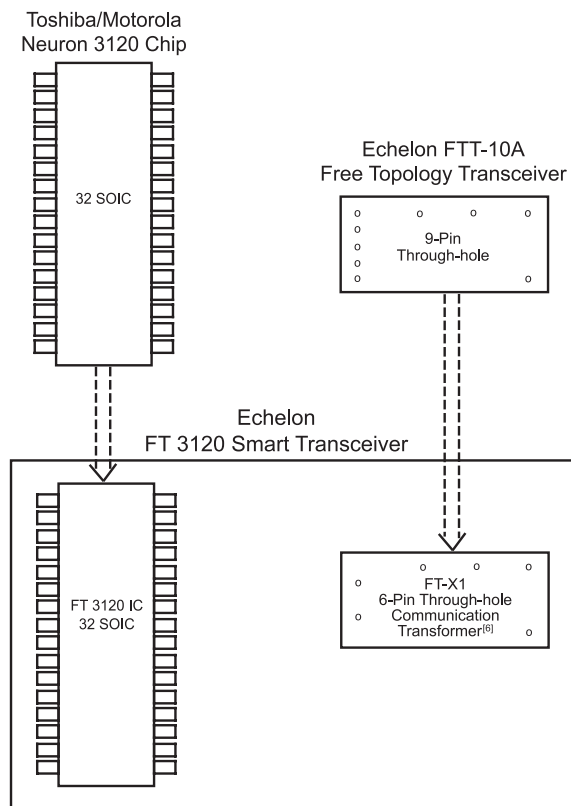 Toshiba/Motorola
Neuron 3120 Chip
32 SOIC
Echelon FTT-10A
Free Topology Transceiver
9-Pin
Through-hole
Echelon
FT 3120 Smart Transceiver
FT 3120 IC
32 SOIC
FT-X1
6-Pin Through-hole
Communication
Transformer[6]